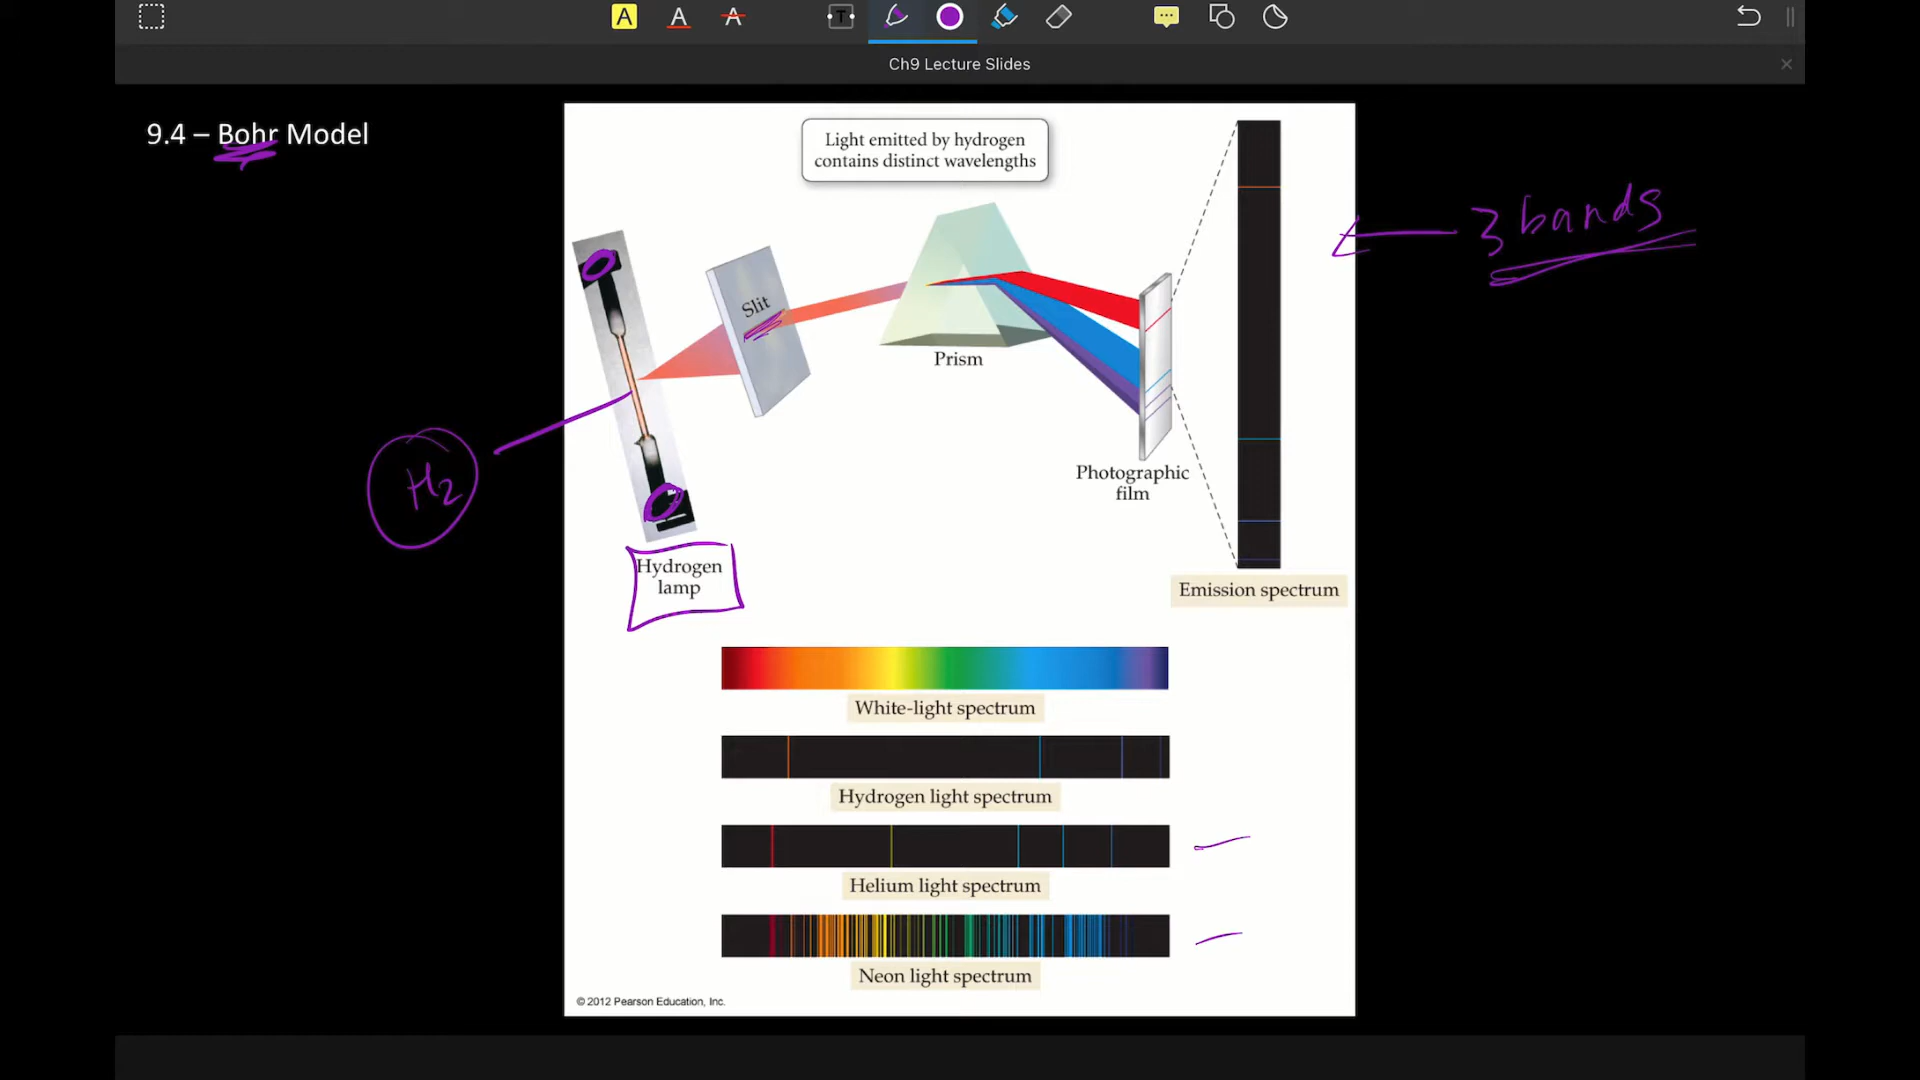 A A A T
Ch9 Lecture Slides
9.4 – Bohr Model
Light emitted by hydrogen
contains distinct wavelengths
3 bands
Slit
Prism
Photographic
film
H2
Hydrogen
lamp
Emission spectrum
White-light spectrum
Hydrogen light spectrum
Helium light spectrum
Neon light spectrum
© 2012 Pearson Education, Inc.